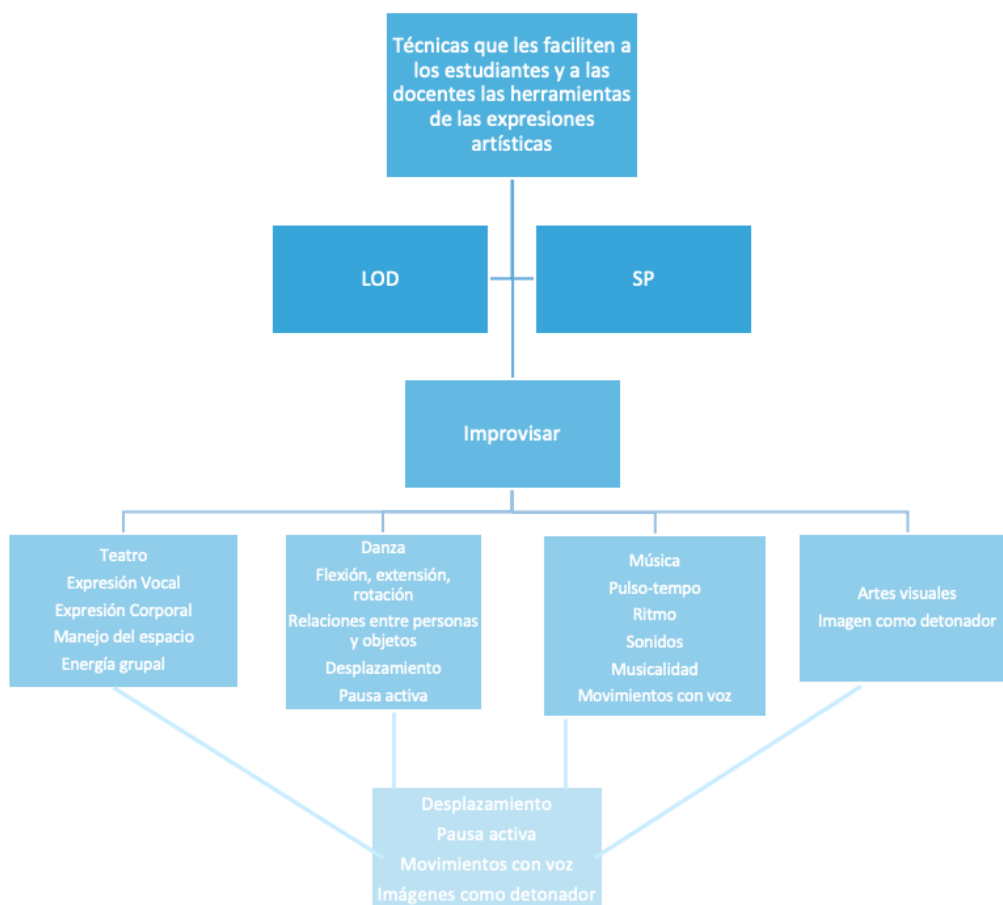 Técnicas que les faciliten a
los estudiantes y a las
docentes las herramientas
de las expresiones
artísticas
LOD
SP
Improvisar
Teatro
Expresión Vocal
Expresión Corporal
Manejo del espacio
Energía grupal
Danza
Flexión, extensión,
rotación
Relaciones entre personas
y objetos
Desplazamiento
Pausa activa
Música
Pulso-tempo
Ritmo
Sonidos
Musicalidad
Movimientos con voz
Artes visuales
Imagen como detonador
Desplazamiento
Pausa activa
Movimientos con voz
Imágenes como detonador